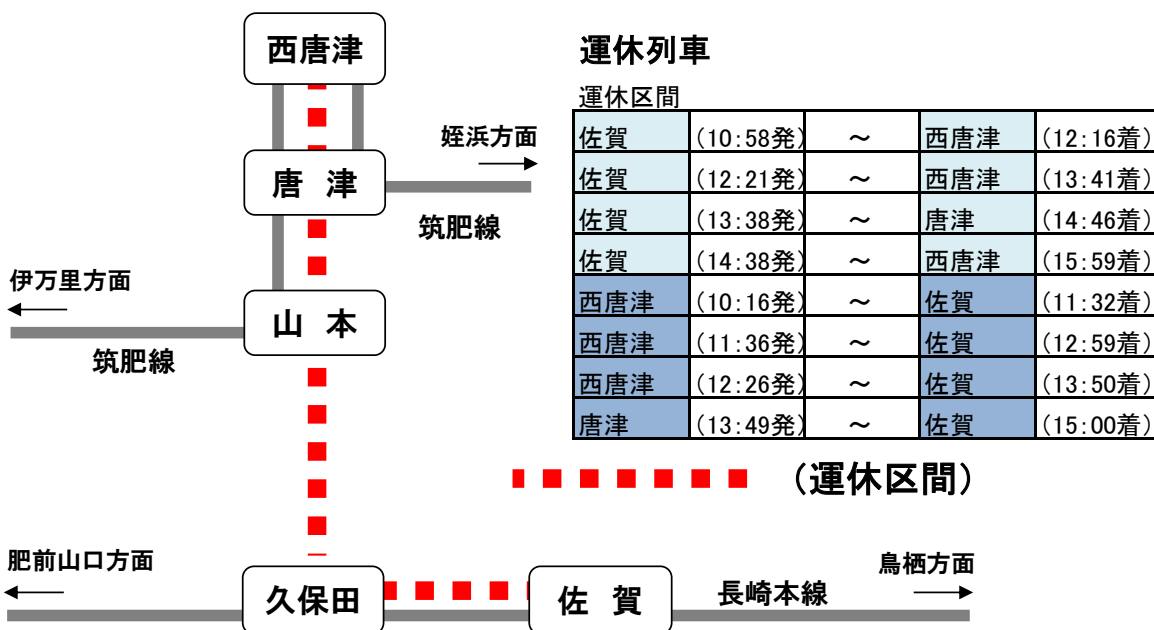 西唐津
運休列車
運休区間
佐賀 (10:58発) ～ 西唐津 (12:16着)
佐賀 (12:21発) ～ 西唐津 (13:41着)
佐賀 (13:38発) ～ 唐津 (14:46着)
佐賀 (14:38発) ～ 西唐津 (15:59着)
西唐津 (10:16発) ～ 佐賀 (11:32着)
西唐津 (11:36発) ～ 佐賀 (12:59着)
西唐津 (12:26発) ～ 佐賀 (13:50着)
唐津 (13:49発) ～ 佐賀 (15:00着)
姪浜方面
唐 津
筑肥線
伊万里方面
山 本
筑肥線
(運休区間)
肥前山口方面
鳥栖方面
久保田
佐 賀
長崎本線